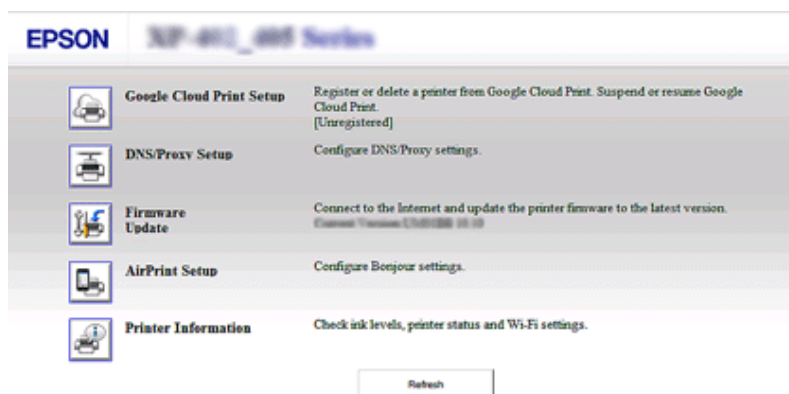 EPSON
Series
Google Cloud Print Setup
Register or delete a printer from Google Cloud Print. Suspend or resume Google
Cloud Print.
[Unregistered]
DNS/Proxy Setup
Configure DNS/Proxy settings.
Firmware
Update
Connect to the Internet and update the printer firmware to the latest version.
AirPrint Setup
Configure Bonjour settings.
Printer Information
Check ink levels, printer status and Wi-Fi settings.
Refresh